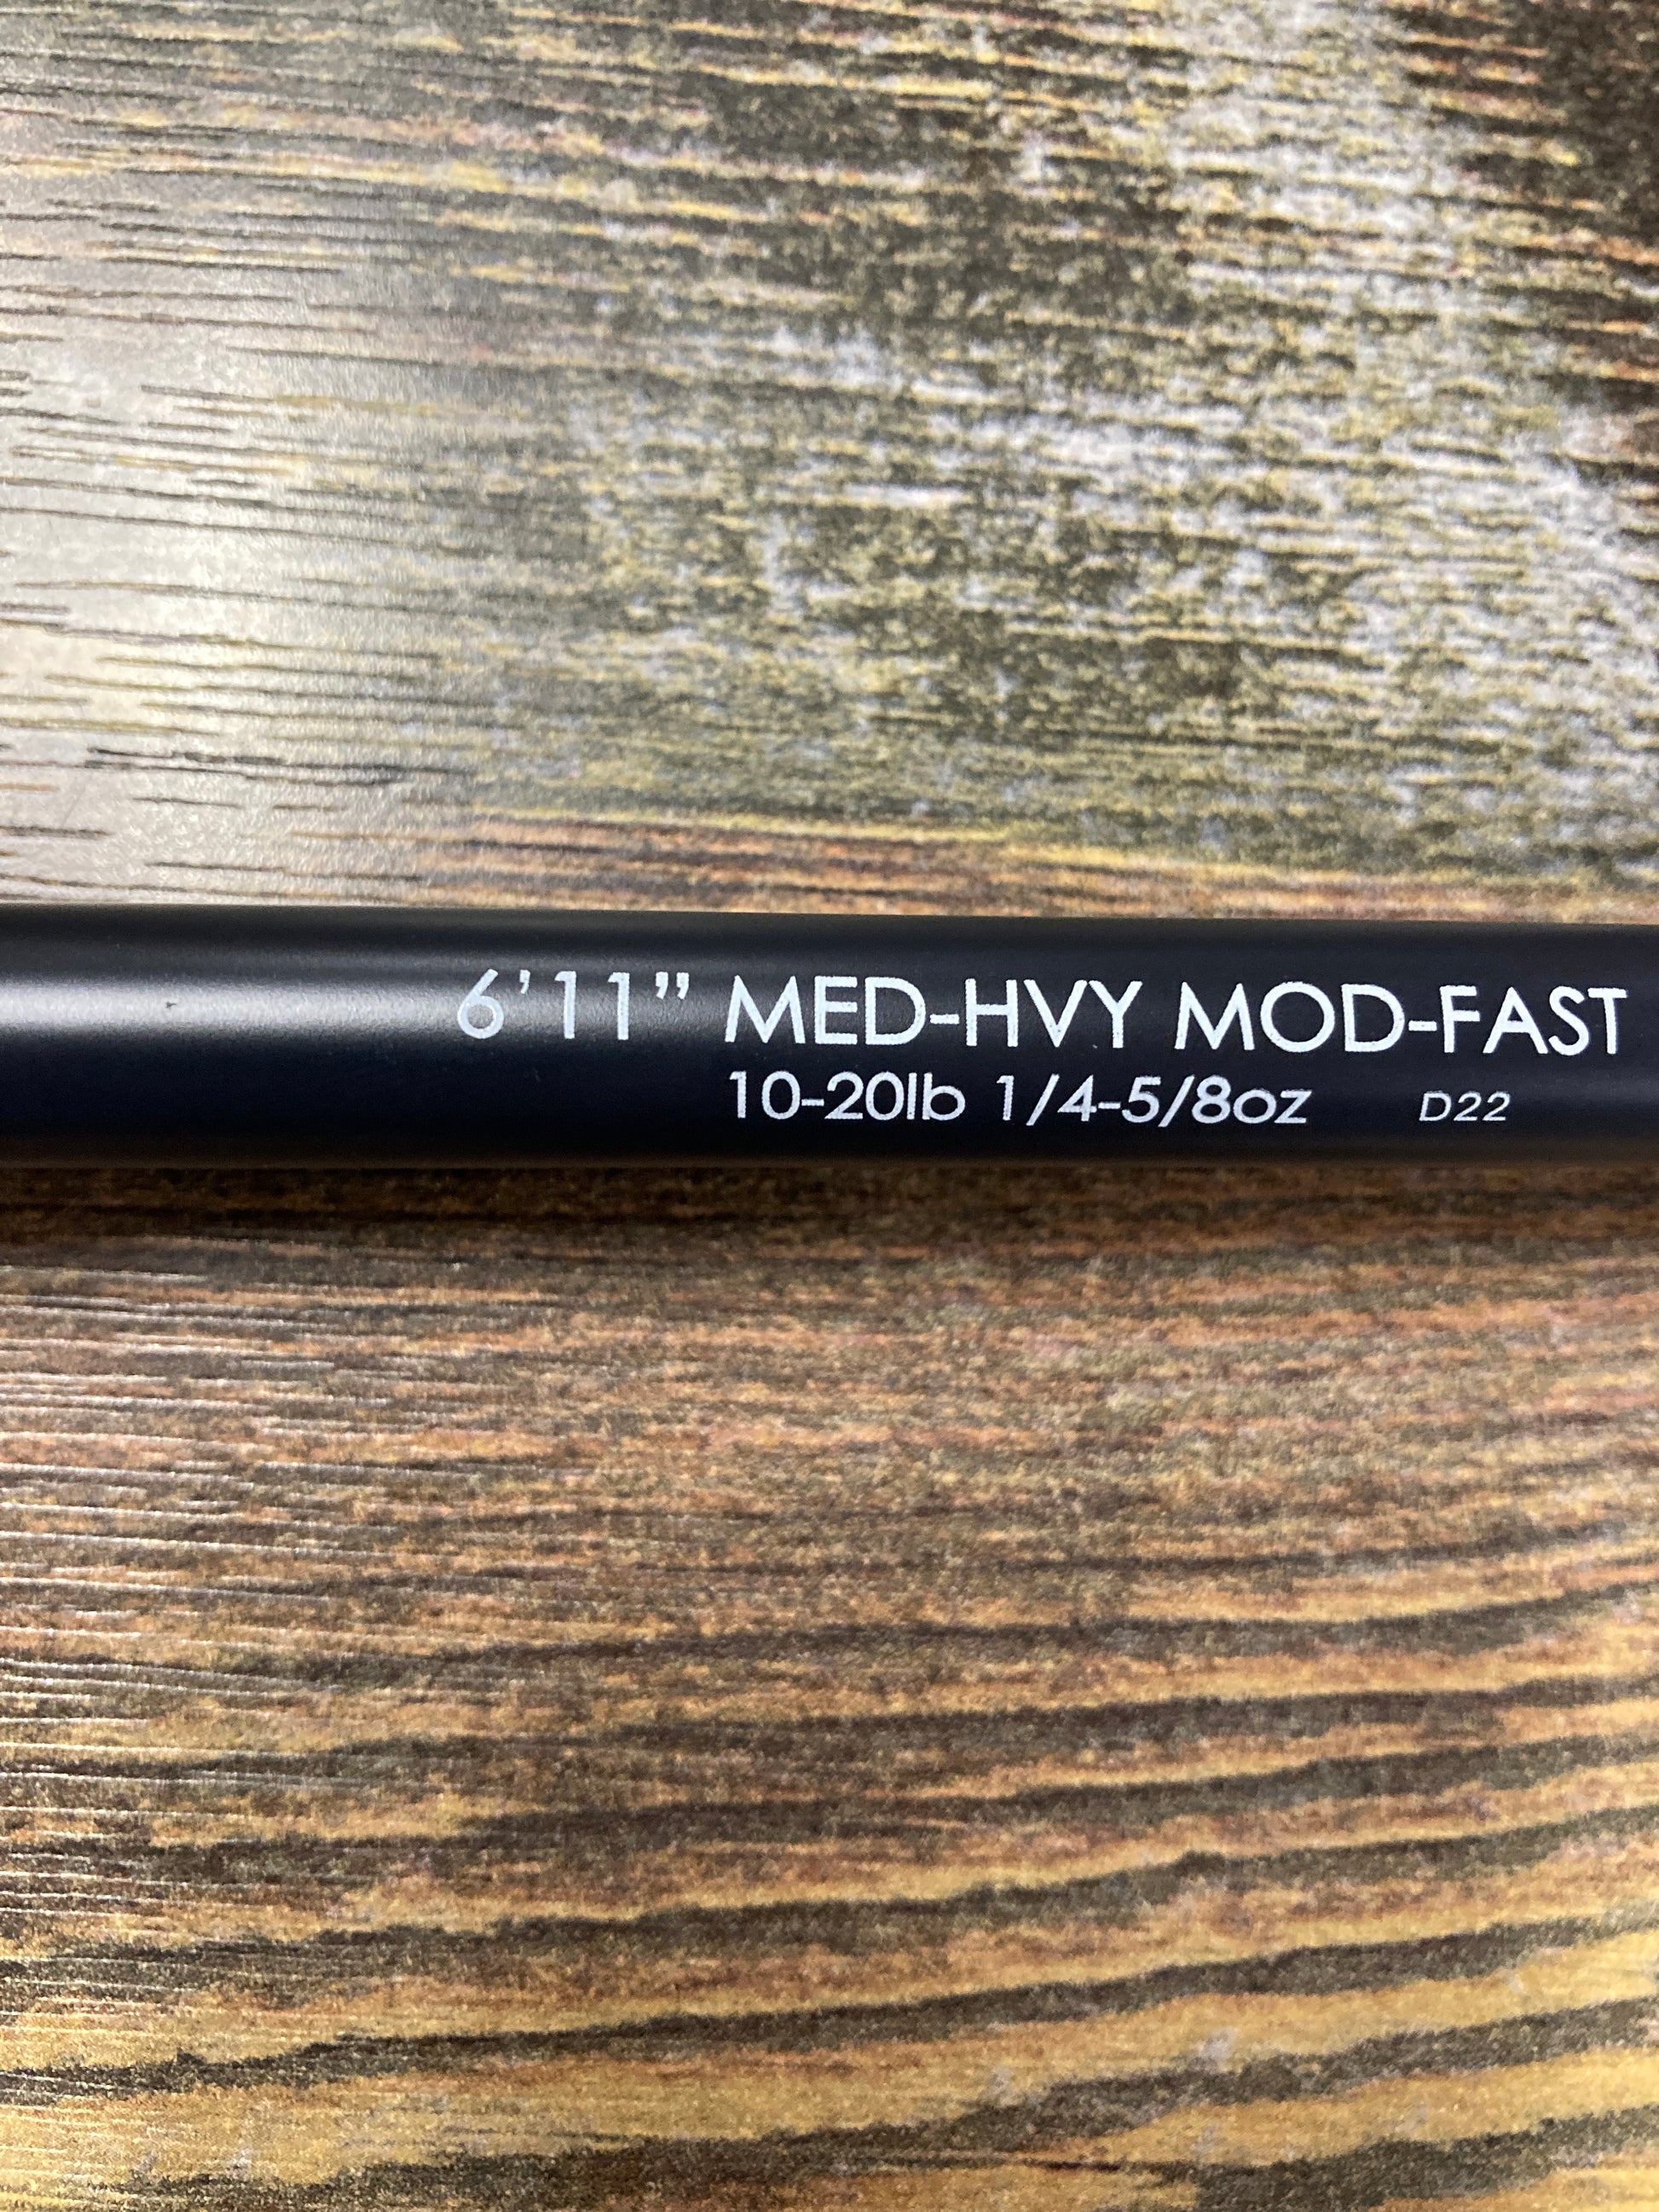 6’11” MED-HVY MOD-FAST
10-20lb 1/4-5/8oz D22